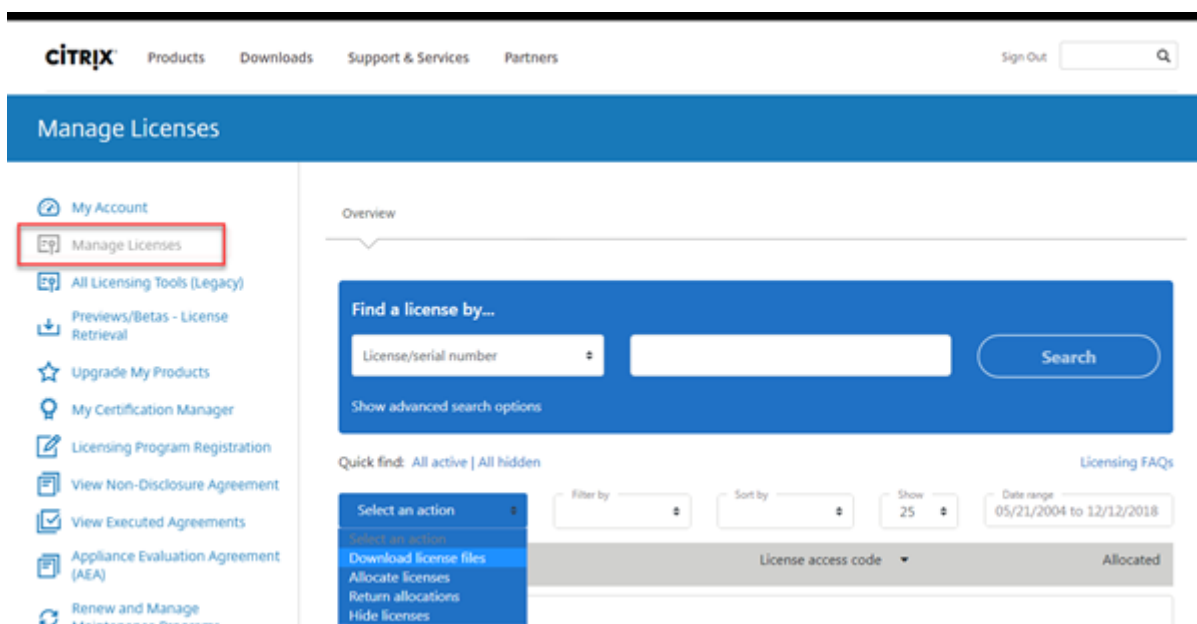 CİTRIX
Products
Downloads
Support & Services
Partners
Sign Out
Manage Licenses
My Account
Manage Licenses
All Licensing Tools (Legacy)
Previews/Betas - License
Retrieval
Upgrade My Products
My Certification Manager
Licensing Program Registration
View Non-Disclosure Agreement
View Executed Agreements
Appliance Evaluation Agreement
(AEA)
Renew and Manage
Maintenance Programs
Overview
Find a license by...
License/serial number
Search
Show advanced search options
Quick find: All active | All hidden
Licensing FAQs
Select an action
Filter by
Sort by
Show
25
Date range
05/21/2004 to 12/12/2018
Select an action
Download license files
Allocate licenses
Return allocations
Hide licenses
License access code
Allocated